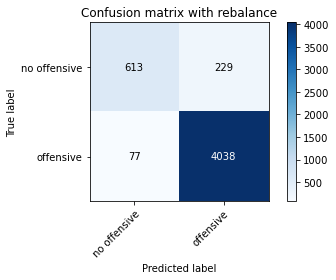 Confusion matrix with rebalance
no offensive
offensive
True label
613
229
77
4038
no offensive
offensive
Predicted label
4000
3500
3000
2500
2000
1500
1000
500